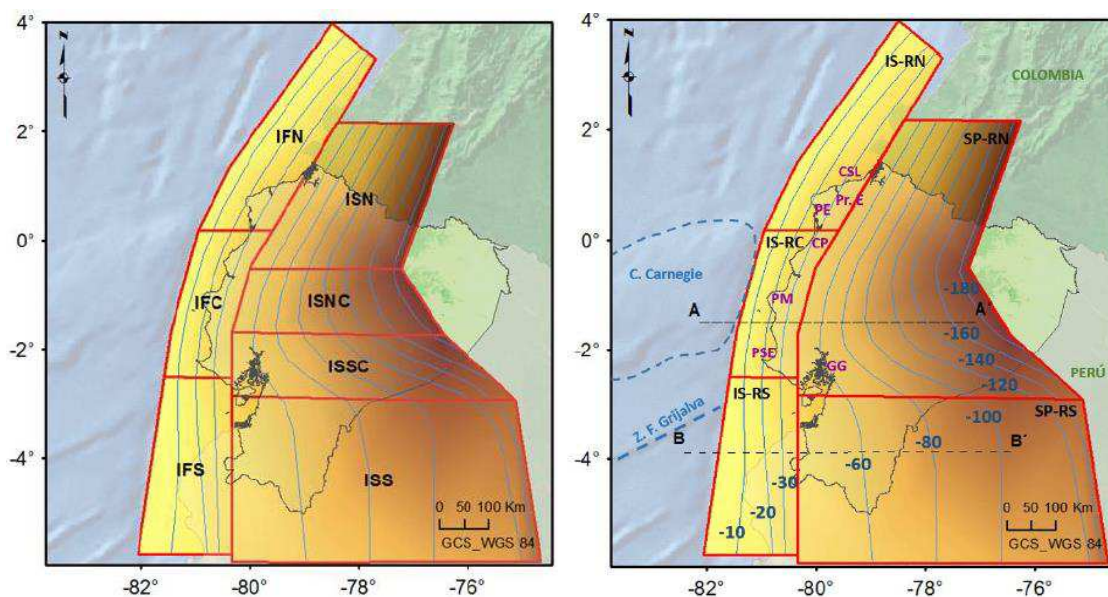 4°
2°
0°
-2°
-4°
-82°
-80°
-78°
-76°
N
IFN
ISN
IFC
ISNC
ISSC
IFS
ISS
0 50 100 Km
GCS_WGS 84
4°
2°
0°
-2°
-4°
-82°
-80°
-78°
-76°
N
IS-RN
COLOMBIA
SP-RN
CSL
Pr. E
PE
IS-RC
CP
C. Carnegie
PM
-180
A
A´
-160
PSE
-140
GG
PERÚ
-120
IS-RS
SP-RS
-100
Z. F. Grijalva
B
B´
-80
-60
-30
-20
-10
0 50 100 Km
GCS_WGS 84